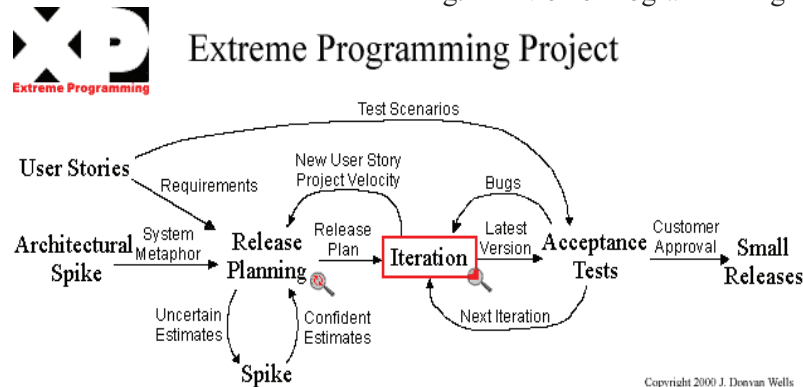 XP
Extreme Programming
Extreme Programming Project
Test Scenarios
User Stories
Requirements
New User Story
Project Velocity
Bugs
Architectural
Spike
System
Metaphor
Release
Planning
Release
Plan
Iteration
Latest
Version
Acceptance
Tests
Customer
Approval
Small
Releases
Uncertain
Estimates
Confident
Estimates
Next Iteration
Spike
Copyright 2000 J. Donvan Wells